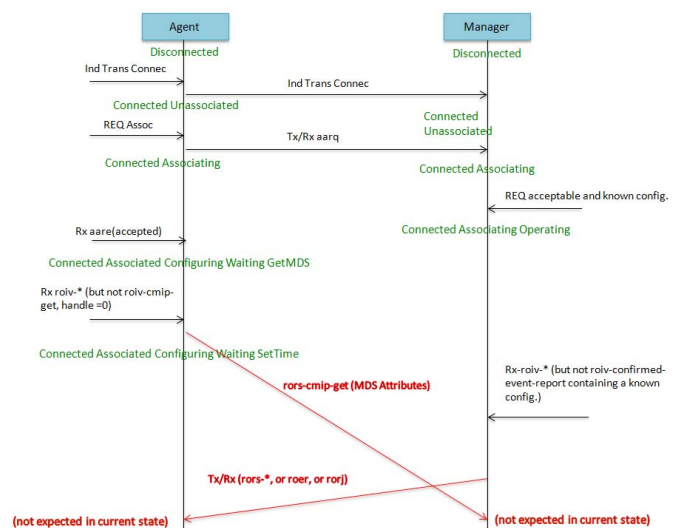 Agent
Manager
Disconnected
Disconnected
Ind Trans Connec
Ind Trans Connec
Connected Unassociated
Connected
Unassociated
REQ Assoc
Tx/Rx aarq
Connected Associating
Connected Associating
REQ acceptable and known config.
Rx aare(accepted)
Connected Associating Operating
Connected Associated Configuring Waiting GetMDS
Rx roiv-* (but not roiv-cmip-
get, handle =0)
Connected Associated Configuring Waiting SetTime
rors-cmip-get (MDS Attributes)
Rx-roiv-* (but not roiv-confirmed-
event-report containing a known
config.)
Tx/Rx (rors-*, or roer, or rorj)
(not expected in current state)
(not expected in current state)